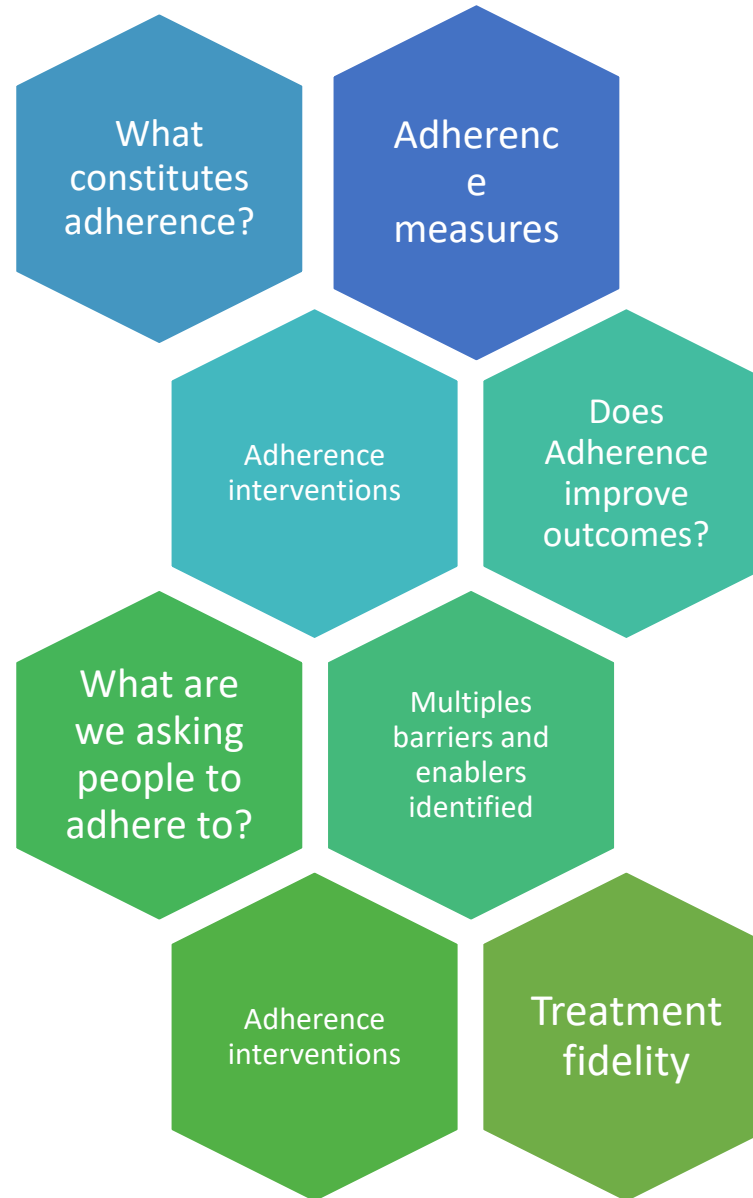 What
constitutes
adherence?
Adherenc
e
measures
Adherence
interventions
Does
Adherence
improve
outcomes?
What are
we asking
people to
adhere to?
Multiples
barriers and
enablers
identified
Adherence
interventions
Treatment
fidelity